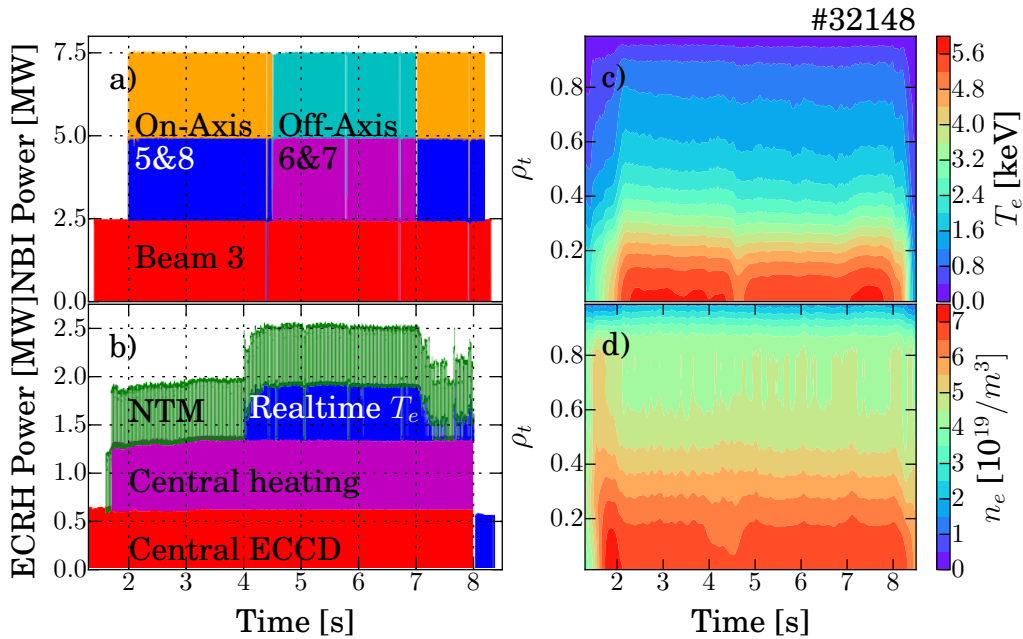 #32148
NBI Power [MW]
7.5
5.0
2.5
0.0
a)
On-Axis
5&8
Off-Axis
6&7
Beam 3
ECRH Power [MW]
2.5
2.0
1.5
1.0
0.5
0.0
b)
NTM
Realtime T_e
Central heating
Central ECCD
2 3 4 5 6 7 8
Time [s]
c)
ρ_t
0.8
0.6
0.4
0.2
5.6
4.8
4.0
3.2
2.4
1.6
0.8
0.0
T_e [keV]
d)
ρ_t
0.8
0.6
0.4
0.2
7
6
5
4
3
2
1
0
n_e [10^19/m^3]
2 3 4 5 6 7 8
Time [s]